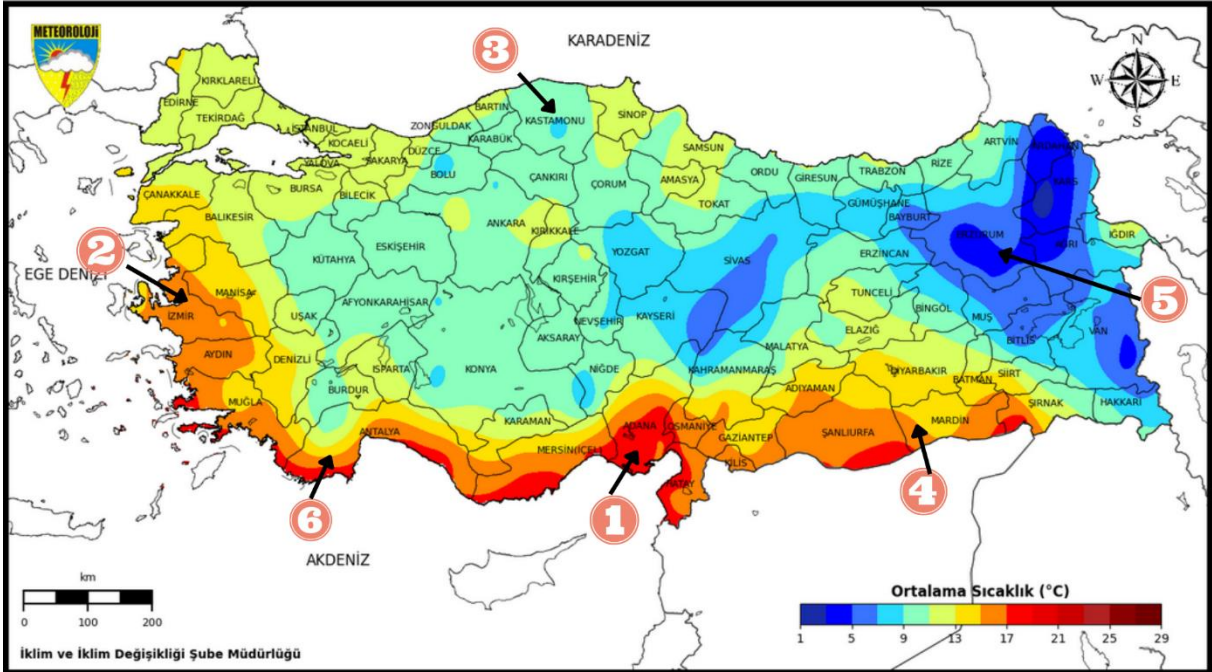 METEOROLOJİ
KARADENİZ
N
W
E
S
3
KIRKLARELİ
EDİRNE
TEKİRDAĞ
İSTANBUL
KOCAELİ
YALOVA
SAKARYA
DÜZCE
ZONGULDAK
BARTIN
KARABÜK
KASTAMONU
SİNOP
SAMSUN
ARTVİN
ARDAHAN
RİZE
TRABZON
GİRESUN
ORDU
AMASYA
TOKAT
ÇORUM
ÇANKIRI
BOLU
BİLECİK
BURSA
ÇANAKKALE
BALIKESİR
ESKİŞEHİR
ANKARA
KIRIKKALE
YOZGAT
SİVAS
GÜMÜŞHANE
BAYBURT
ERZURUM
KARS
AĞRI
IĞDIR
ERZİNCAN
2
EGE DENİZİ
KÜTAHYA
MANİSA
İZMİR
UŞAK
AFYONKARAHİSAR
KIRŞEHİR
NEVŞEHİR
KAYSERİ
TUNCELİ
BİNGÖL
MUŞ
ELAZIĞ
BİTLİS
VAN
5
AYDIN
DENİZLİ
ISPARTA
BURDUR
KONYA
AKSARAY
NİĞDE
MALATYA
KAHRAMANMARAŞ
ADIYAMAN
DİYARBAKIR
BATMAN
SİİRT
ŞIRNAK
HAKKARİ
MUĞLA
ANTALYA
KARAMAN
MERSİN(İÇEL)
ADANA
OSMANİYE
GAZİANTEP
KİLİS
ŞANLIURFA
MARDİN
HATAY
6
1
4
AKDENİZ
km
0 100 200
Ortalama Sıcaklık (°C)
1 5 9 13 17 21 25 29
İklim ve İklim Değişikliği Şube Müdürlüğü